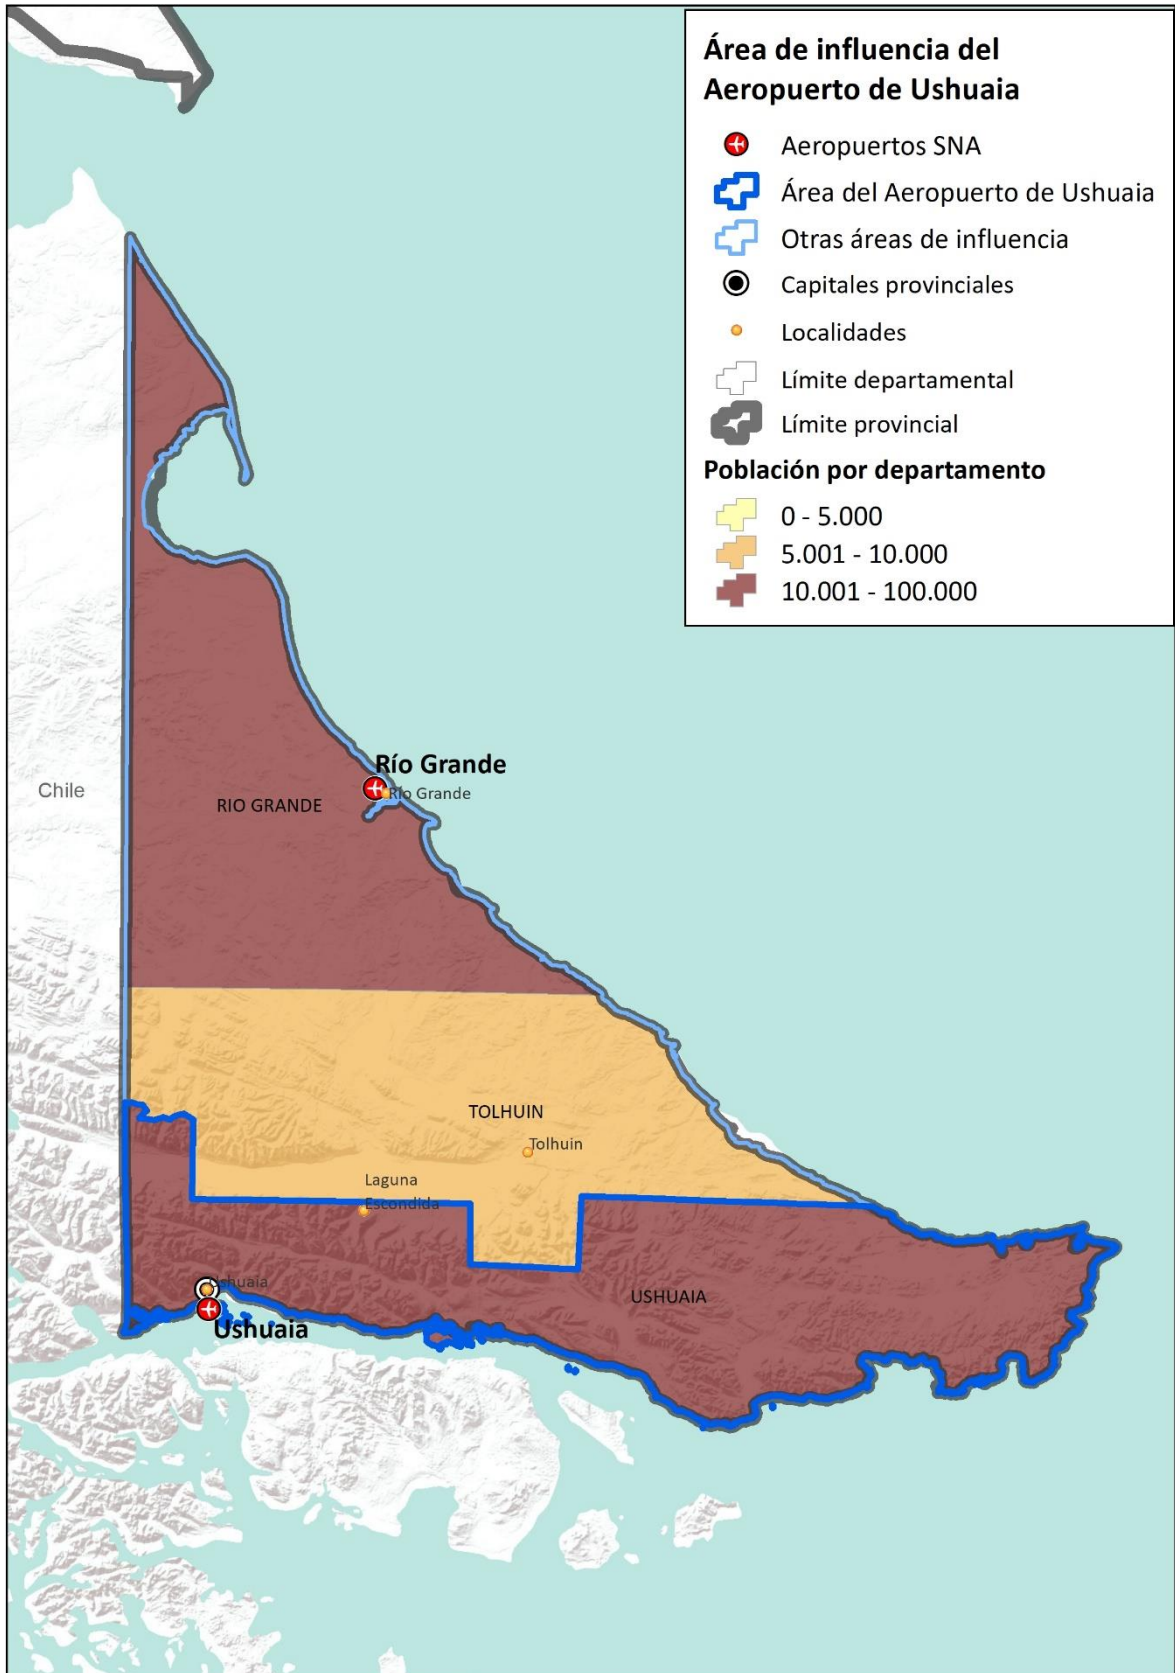 Área de influencia del
Aeropuerto de Ushuaia
Aeropuertos SNA
Área del Aeropuerto de Ushuaia
Otras áreas de influencia
Capitales provinciales
Localidades
Límite departamental
Límite provincial
Población por departamento
0 - 5.000
5.001 - 10.000
10.001 - 100.000
Río Grande
Río Grande
Chile
RIO GRANDE
TOLHUIN
Tolhuin
Laguna
Escondida
Ushuaia
USHUAIA
Ushuaia